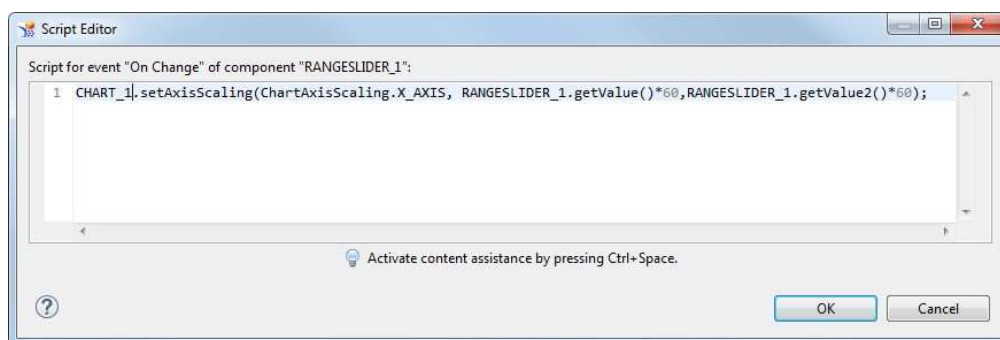 Script Editor
Script for event "On Change" of component "RANGESLIDER_1":
1 CHART_1.setAxisScaling(ChartAxisScaling.X_AXIS, RANGESLIDER_1.getValue()*60,RANGESLIDER_1.getValue2()*60);
Activate content assistance by pressing Ctrl+Space.
OK Cancel